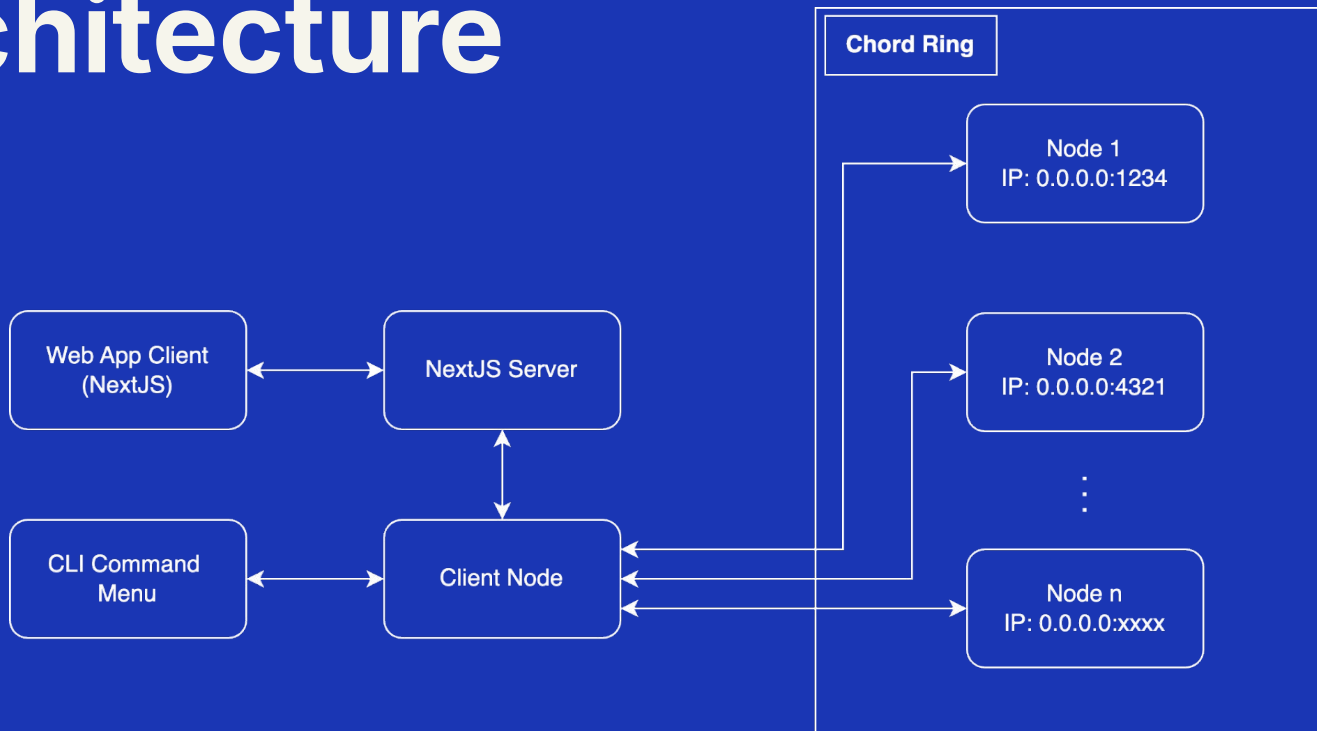 chitecture
Chord Ring
Node 1
IP: 0.0.0.0:1234
Web App Client
(NextJS)
NextJS Server
Node 2
IP: 0.0.0.0:4321
CLI Command
Menu
Client Node
Node n
IP: 0.0.0.0:xxxx